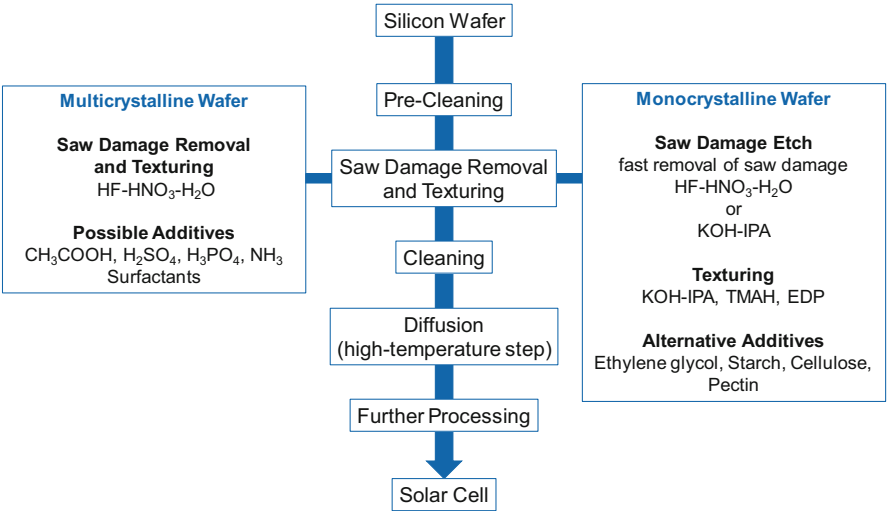 Silicon Wafer
Pre-Cleaning
Multicrystalline Wafer
Saw Damage Removal
and Texturing
HF-HNO₃-H₂O
Possible Additives
CH₃COOH, H₂SO₄, H₃PO₄, NH₃
Surfactants
Saw Damage Removal
and Texturing
Monocrystalline Wafer
Saw Damage Etch
fast removal of saw damage
HF-HNO₃-H₂O
or
KOH-IPA
Texturing
KOH-IPA, TMAH, EDP
Alternative Additives
Ethylene glycol, Starch, Cellulose,
Pectin
Cleaning
Diffusion
(high-temperature step)
Further Processing
Solar Cell